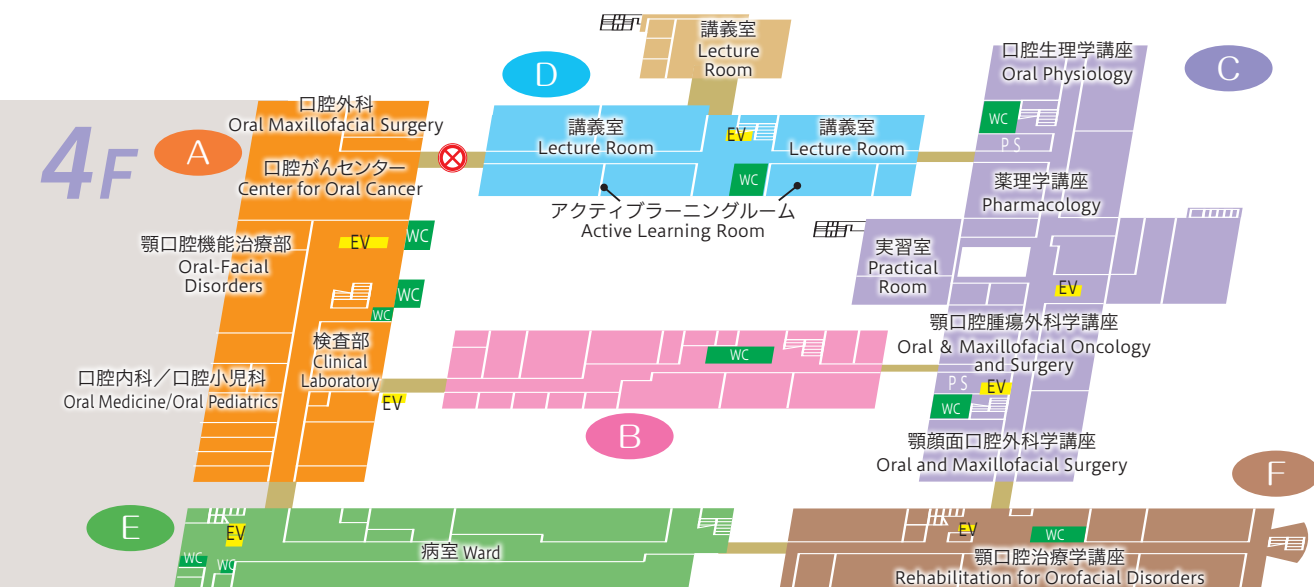 講義室
Lecture
Room
D
口腔生理学講座
Oral Physiology
C
4F
A
口腔外科
Oral Maxillofacial Surgery
口腔がんセンター
Center for Oral Cancer
講義室
Lecture Room
EV
講義室
Lecture Room
WC
WC
PS
薬理学講座
Pharmacology
アクティブラーニングルーム
Active Learning Room
顎口腔機能治療部
Oral-Facial
Disorders
EV
WC
WC
WC
実習室
Practical
Room
EV
検査部
Clinical
Laboratory
口腔内科／口腔小児科
Oral Medicine/Oral Pediatrics
EV
WC
B
顎口腔腫瘍外科学講座
Oral & Maxillofacial Oncology
and Surgery
PS
EV
WC
顎顔面口腔外科学講座
Oral and Maxillofacial Surgery
F
E
EV
WC
WC
病室 Ward
EV
WC
顎口腔治療学講座
Rehabilitation for Orofacial Disorders